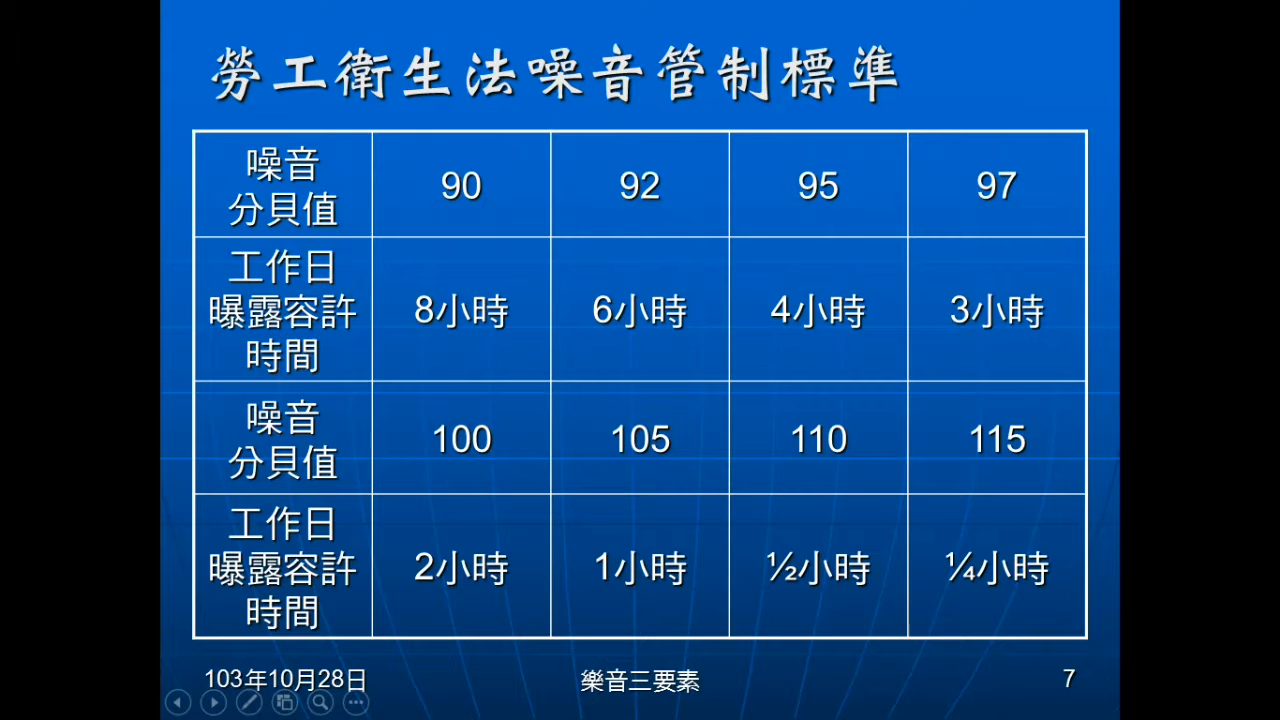 勞工衛生法噪音管制標準
噪音
分貝值
90
92
95
97
工作日
曝露容許
時間
8小時
6小時
4小時
3小時
噪音
分貝值
100
105
110
115
工作日
曝露容許
時間
2小時
1小時
½小時
¼小時
103年10月28日
樂音三要素
7